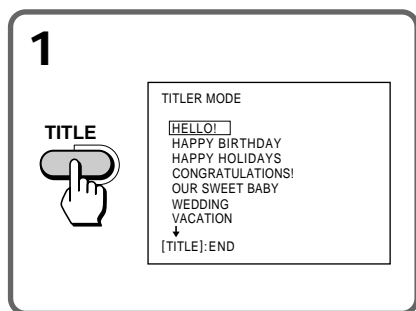 1
TITLE
TITLER MODE
HELLO!
HAPPY BIRTHDAY
HAPPY HOLIDAYS
CONGRATULATIONS!
OUR SWEET BABY
WEDDING
VACATION
[TITLE]:END